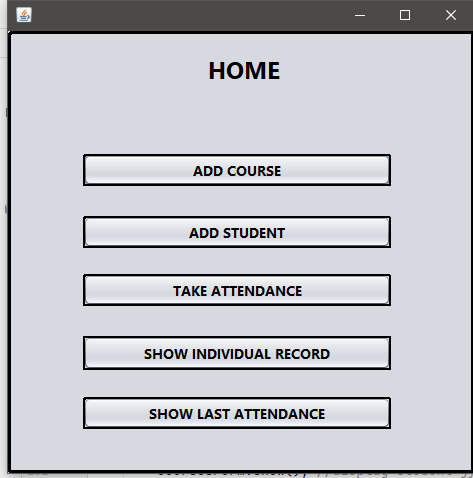 HOME
ADD COURSE
ADD STUDENT
TAKE ATTENDANCE
SHOW INDIVIDUAL RECORD
SHOW LAST ATTENDANCE